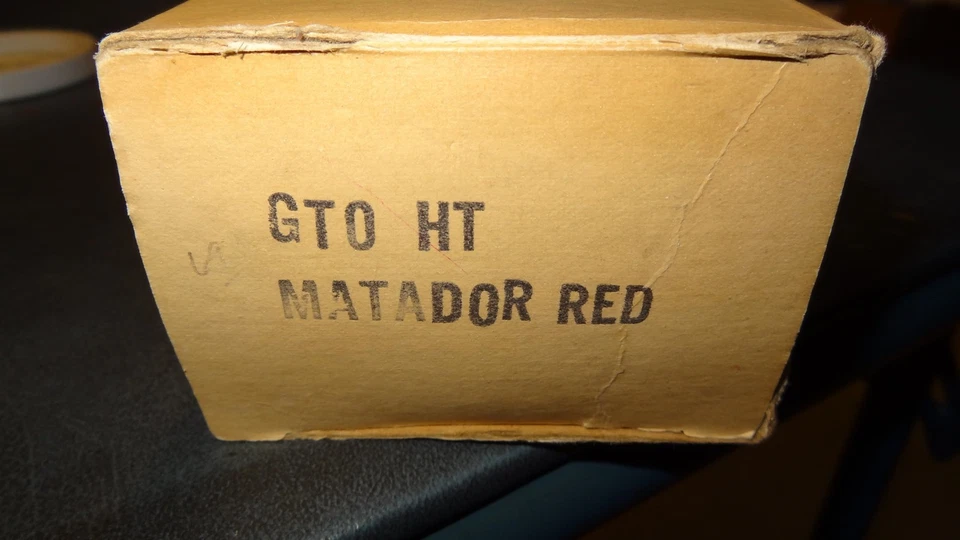 GTO HT
MATADOR RED